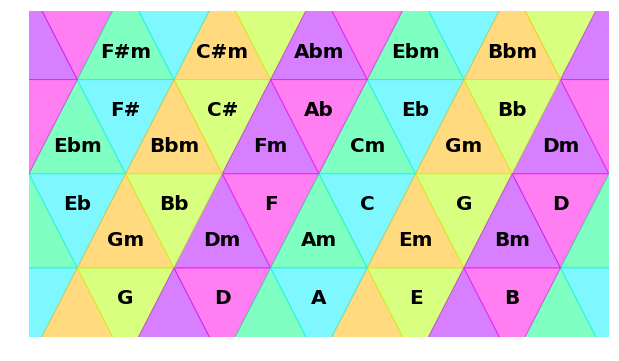 F#m C#m Abm Ebm Bbm
F# C# Ab Eb Bb
Ebm Bbm Fm Cm Gm Dm
Eb Bb F C G D
Gm Dm Am Em Bm
G D A E B